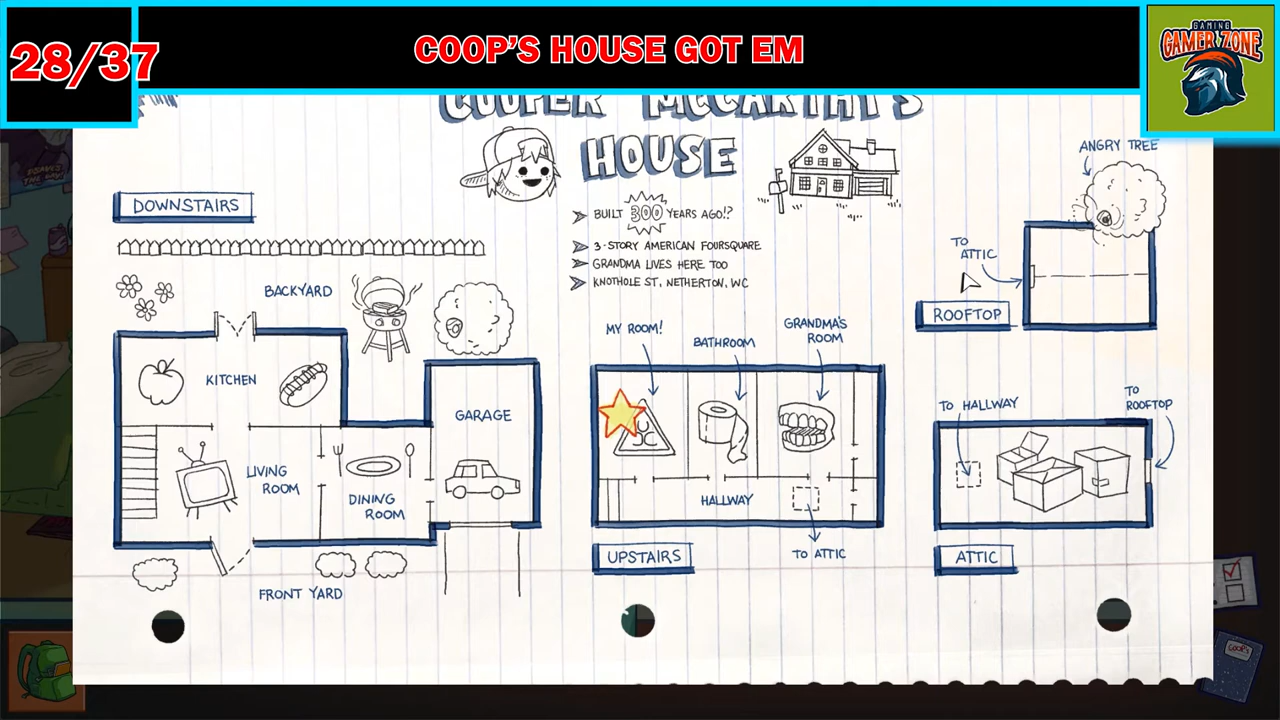 28/37
COOP'S HOUSE GOT EM
GAMING
GAMER ZONE
COOPER MCCARTHY'S
HOUSE
ANGRY TREE
DOWNSTAIRS
BUILT 300 YEARS AGO!?
3-STORY AMERICAN FOURSQUARE
GRANDMA LIVES HERE TOO
KNOTHOLE ST, NETHERTON, WC
TO
ATTIC
ROOFTOP
BACKYARD
KITCHEN
GARAGE
LIVING
ROOM
DINING
ROOM
FRONT YARD
MY ROOM!
BATHROOM
GRANDMA'S
ROOM
HALLWAY
TO ATTIC
UPSTAIRS
TO HALLWAY
TO
ROOFTOP
ATTIC
COOP'S